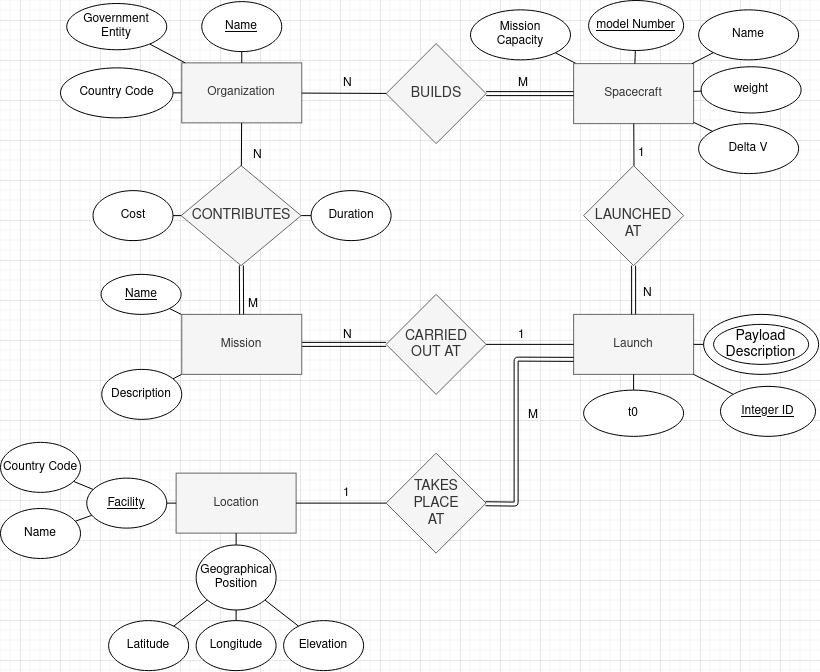 Government
Entity
Name
Mission
Capacity
model Number
Name
Country Code
Organization
N
BUILDS
M
Spacecraft
weight
Delta V
N
1
Cost
CONTRIBUTES
Duration
LAUNCHED
AT
Name
M
N
Mission
N
CARRIED
OUT AT
1
Launch
Payload
Description
Description
M
t0
Integer ID
Country Code
Facility
Name
Location
1
TAKES
PLACE
AT
Geographical
Position
Latitude
Longitude
Elevation